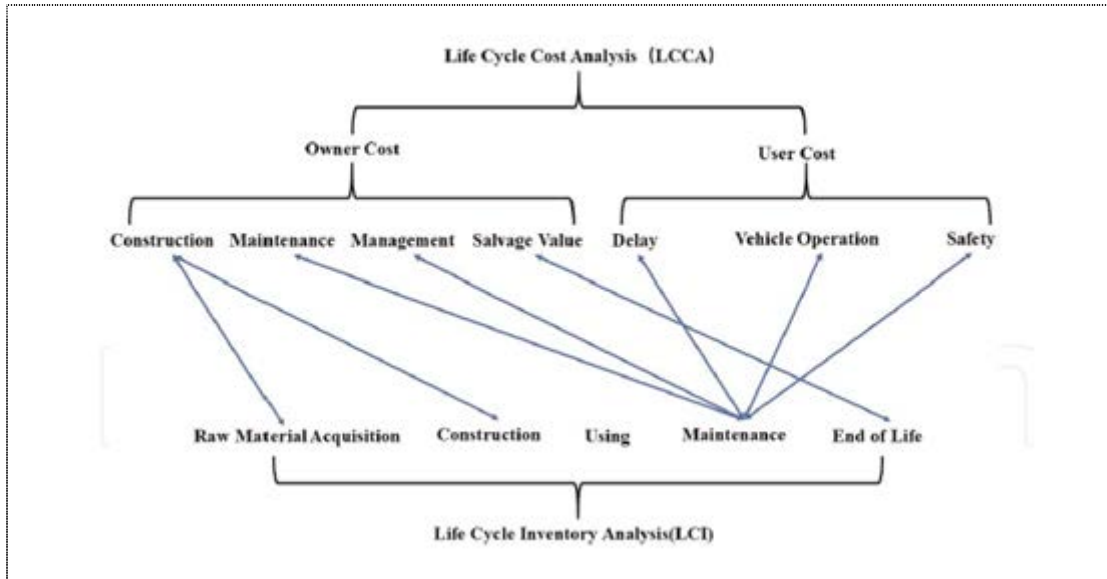 Life Cycle Cost Analysis（LCCA）
Owner Cost User Cost
Construction Maintenance Management Salvage Value Delay Vehicle Operation Safety
Raw Material Acquisition Construction Using Maintenance End of Life
Life Cycle Inventory Analysis(LCI)